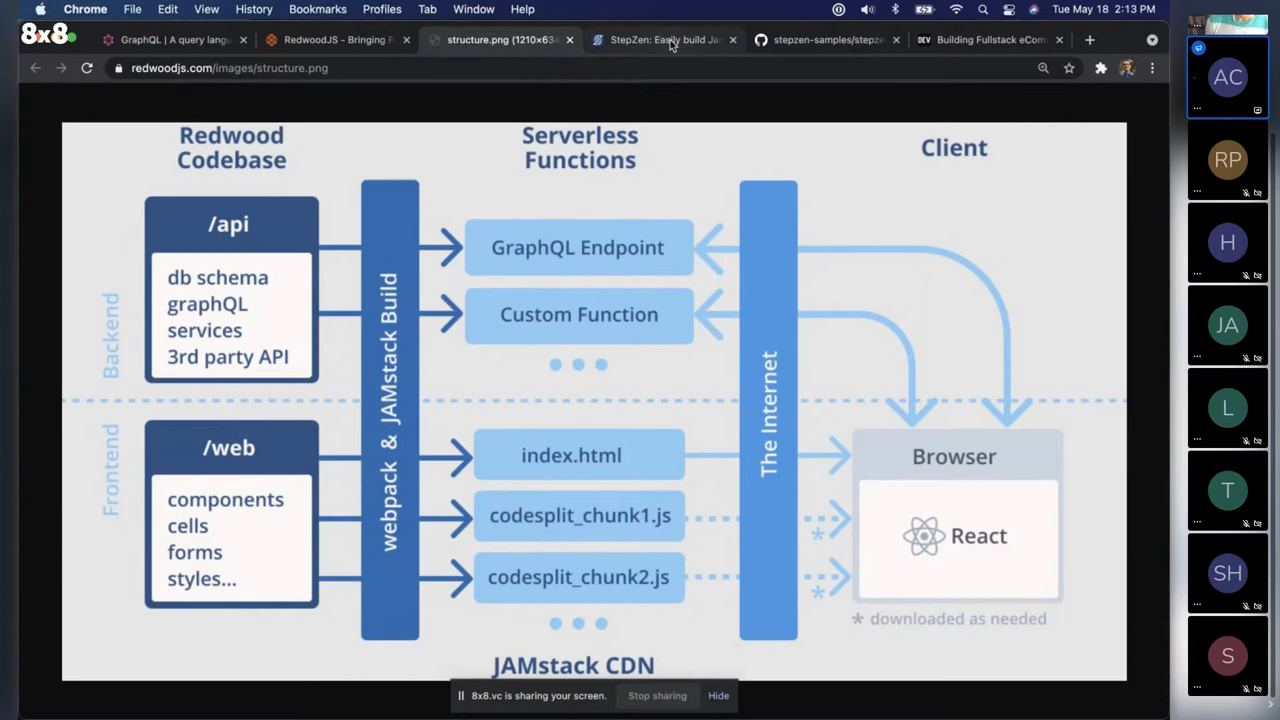 Chrome File Edit View History Bookmarks Profiles Tab Window Help Tue May 18 2:13 PM
8x8
GraphQL | A query langu
RedwoodJS - Bringing F
structure.pn
StepZen: Easily build Ja
stepzen-samples/stepze
DEV Building Fullstack eCom
redwoodjs.com/images/structure.png
Redwood
Codebase
Serverless
Functions
Client
/api
db schema
graphQL
services
3rd party API
Backend
webpack & JAMstack Build
GraphQL Endpoint
Custom Function
The Internet
Frontend
/web
components
cells
forms
styles...
index.html
codesplit_chunk1.js
codesplit_chunk2.js
Browser
React
* downloaded as needed
JAMstack CDN
8x8.vc is sharing your screen. Stop sharing Hide
AC
RP
H
JA
L
T
SH
S